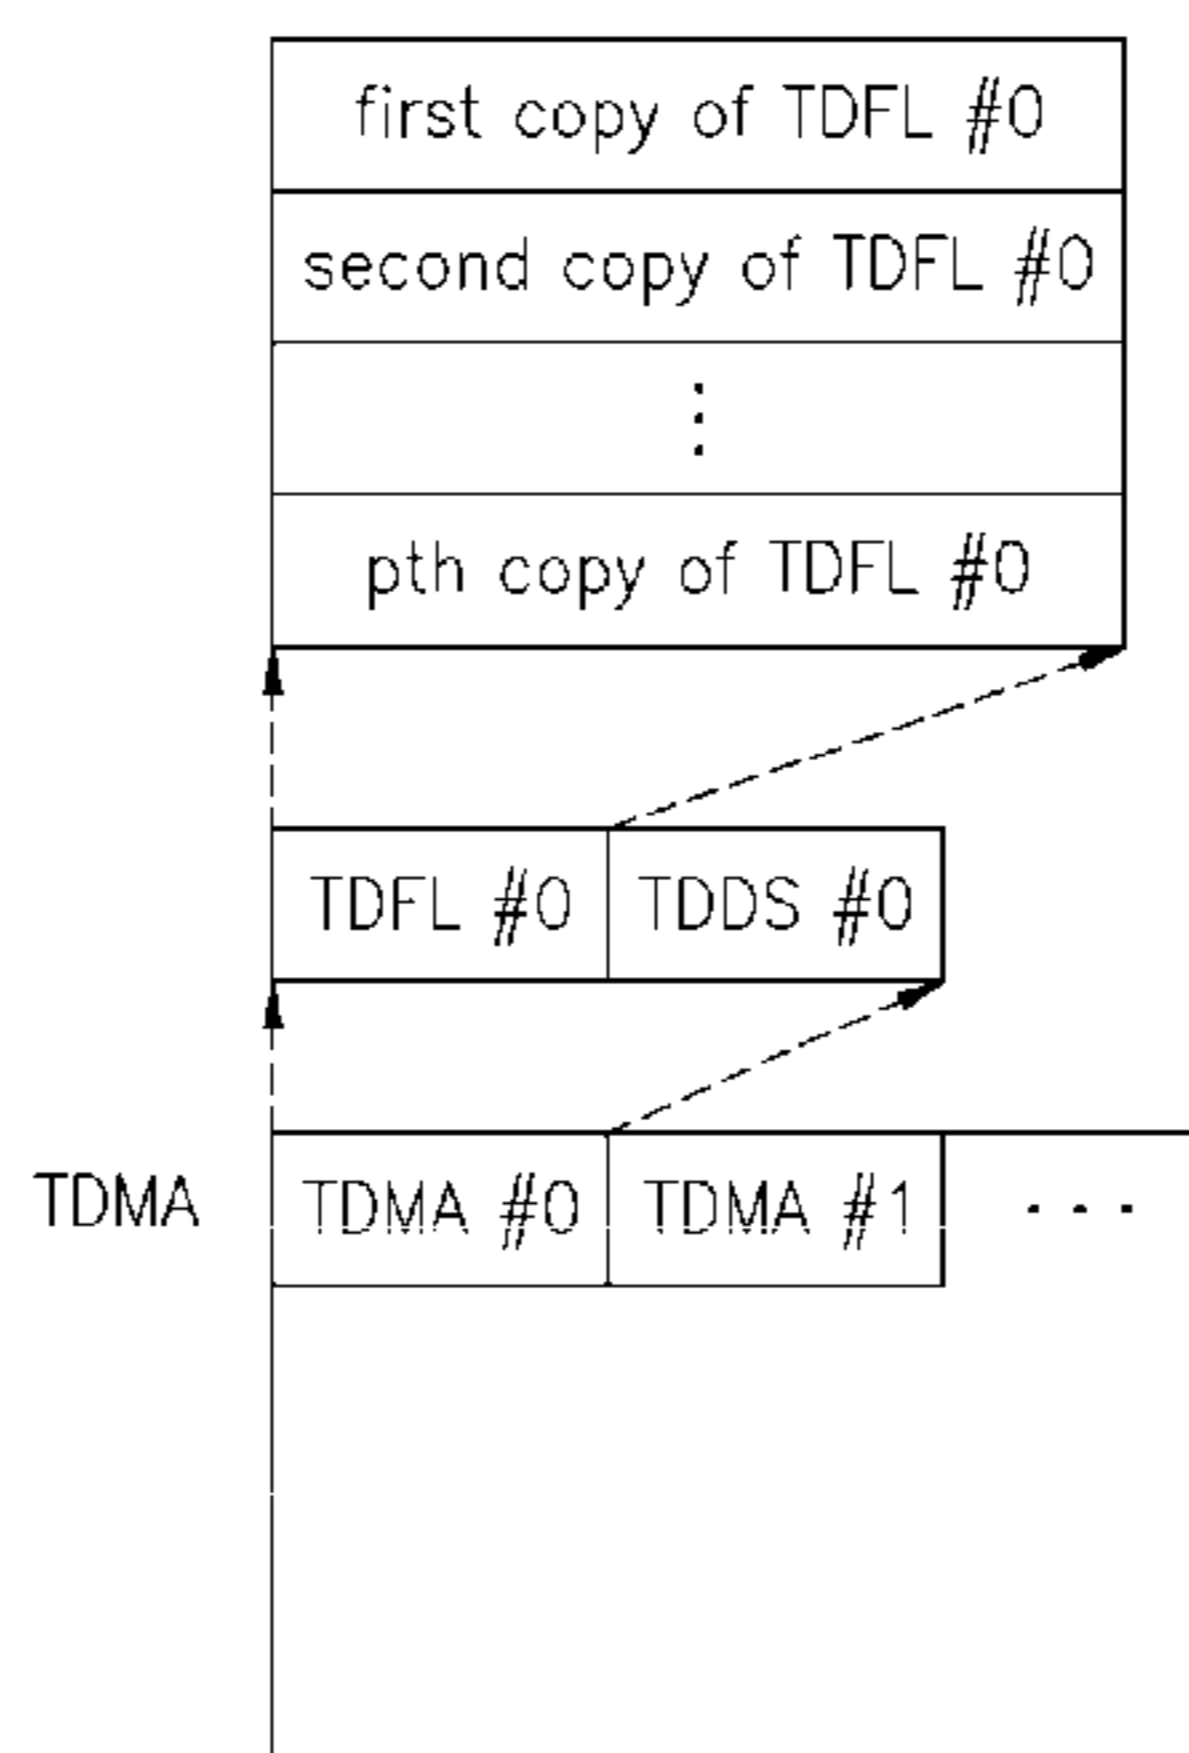 first copy of TDFL #0
second copy of TDFL #0
⋮
pth copy of TDFL #0
TDFL #0 TDDS #0
TDMA TDMA #0 TDMA #1 ...